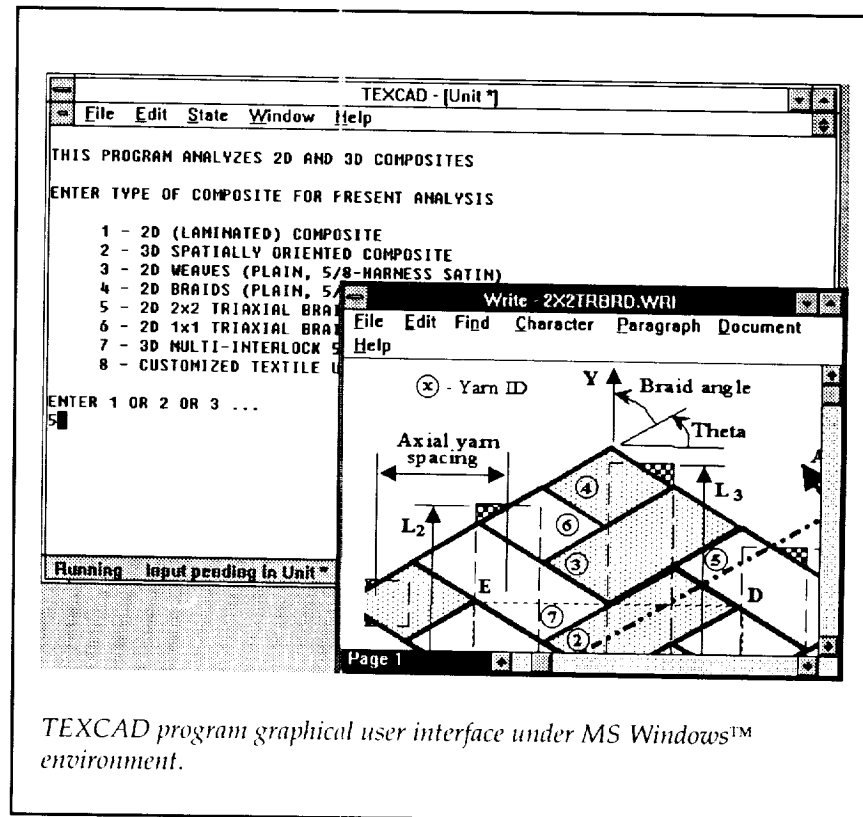 TEXCAD - [Unit *]
File Edit State Window Help
THIS PROGRAM ANALYZES 2D AND 3D COMPOSITES
ENTER TYPE OF COMPOSITE FOR PRESENT ANALYSIS
1 - 2D (LAMINATED) COMPOSITE
2 - 3D SPATIALLY ORIENTED COMPOSITE
3 - 2D WEAVES (PLAIN, 5/8-HARNESS SATIN)
4 - 2D BRAIDS (PLAIN, 5/
5 - 2D 2x2 TRIAXIAL BRAI
6 - 2D 1x1 TRIAXIAL BRAI
7 - 3D MULTI-INTERLOCK
8 - CUSTOMIZED TEXTILE
ENTER 1 OR 2 OR 3 ...
5
Running Input pending in Unit *
Write - 2X2TRBRD.WRI
File Edit Find Character Paragraph Document
Help
x - Yarn ID
Y
Braid angle
Theta
Axial yarn
spacing
4
L3
L2
6
3
5
E
D
7
2
Page 1
TEXCAD program graphical user interface under MS Windows™
environment.